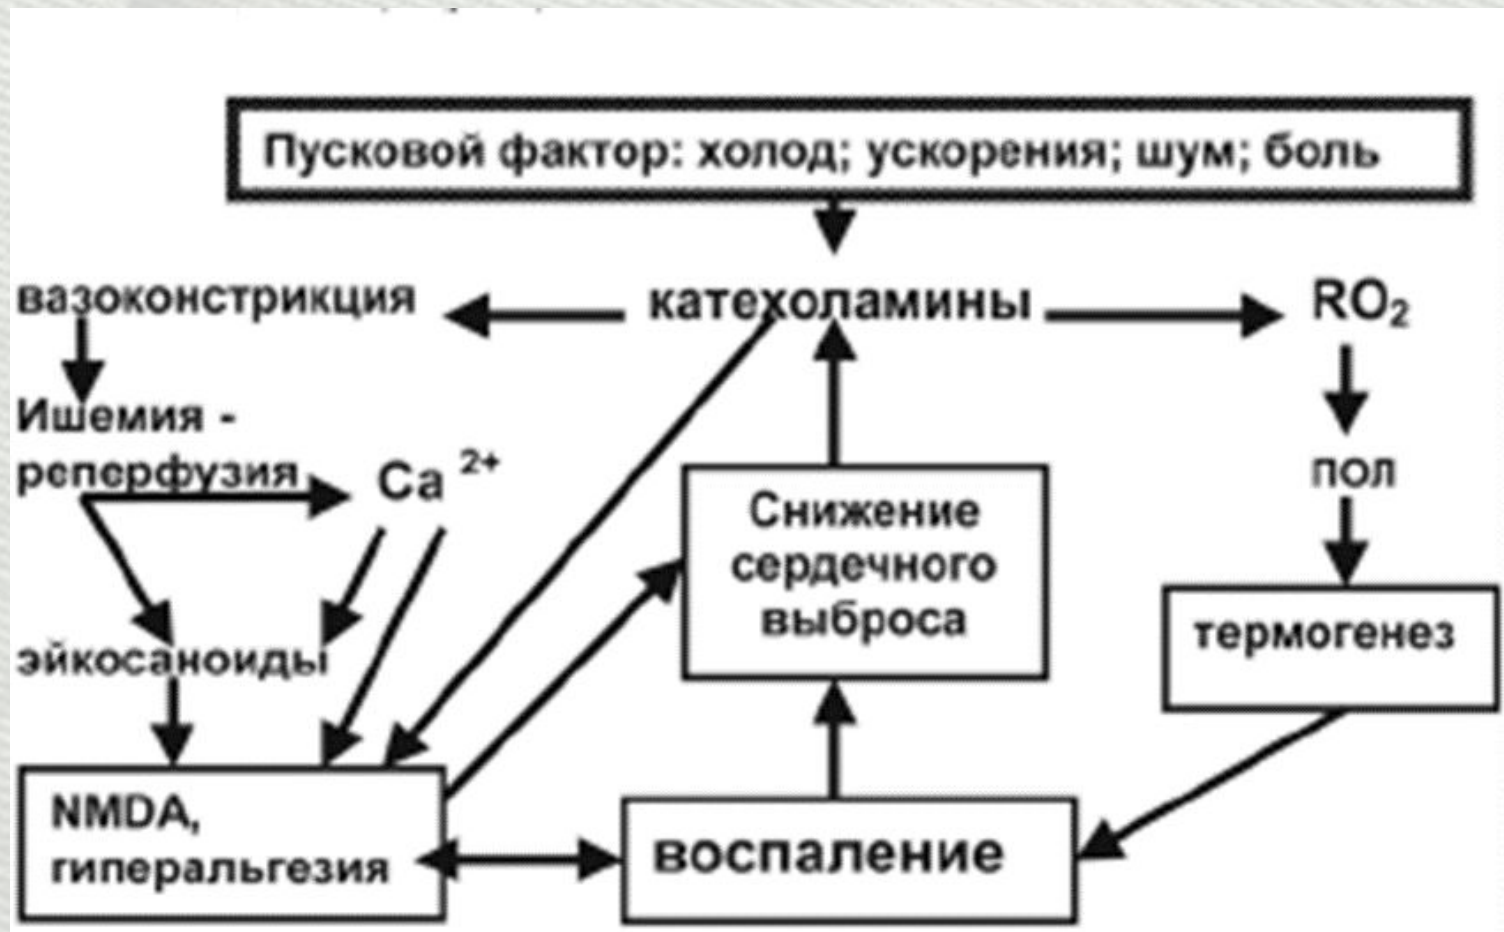 Пусковой фактор: холод; ускорения; шум; боль
вазоконстрикция
катехоламины
RO₂
Ишемия -
реперфузия
Ca ²⁺
ПОЛ
Снижение
сердечного
выброса
термогенез
эйкосаноиды
NMDA,
гиперальгезия
воспаление